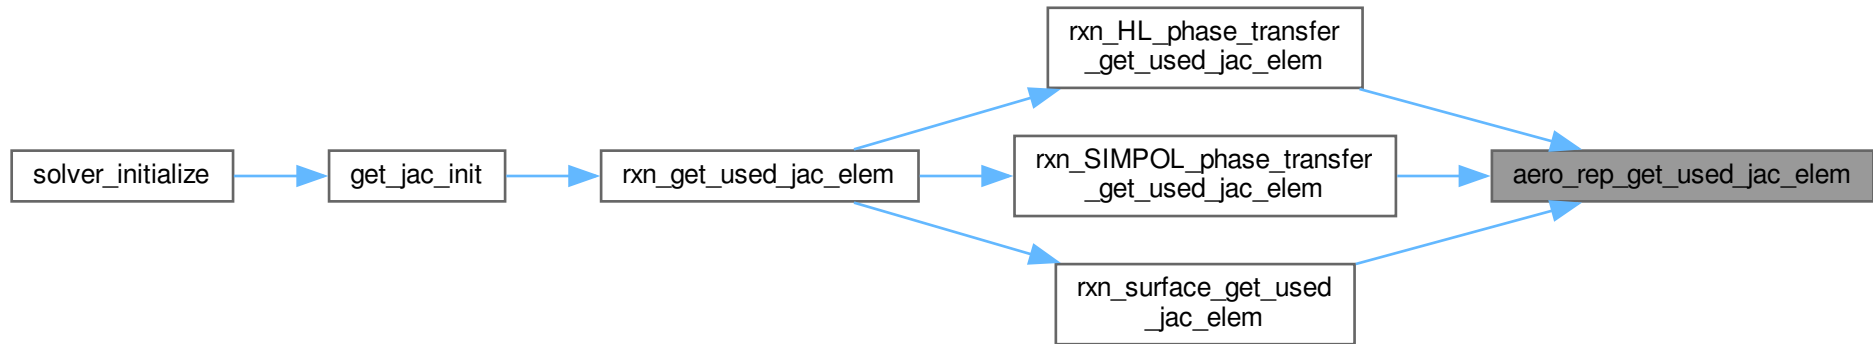 solver_initialize
get_jac_init
rxn_get_used_jac_elem
rxn_HL_phase_transfer
_get_used_jac_elem
rxn_SIMPOL_phase_transfer
_get_used_jac_elem
rxn_surface_get_used
_jac_elem
aero_rep_get_used_jac_elem